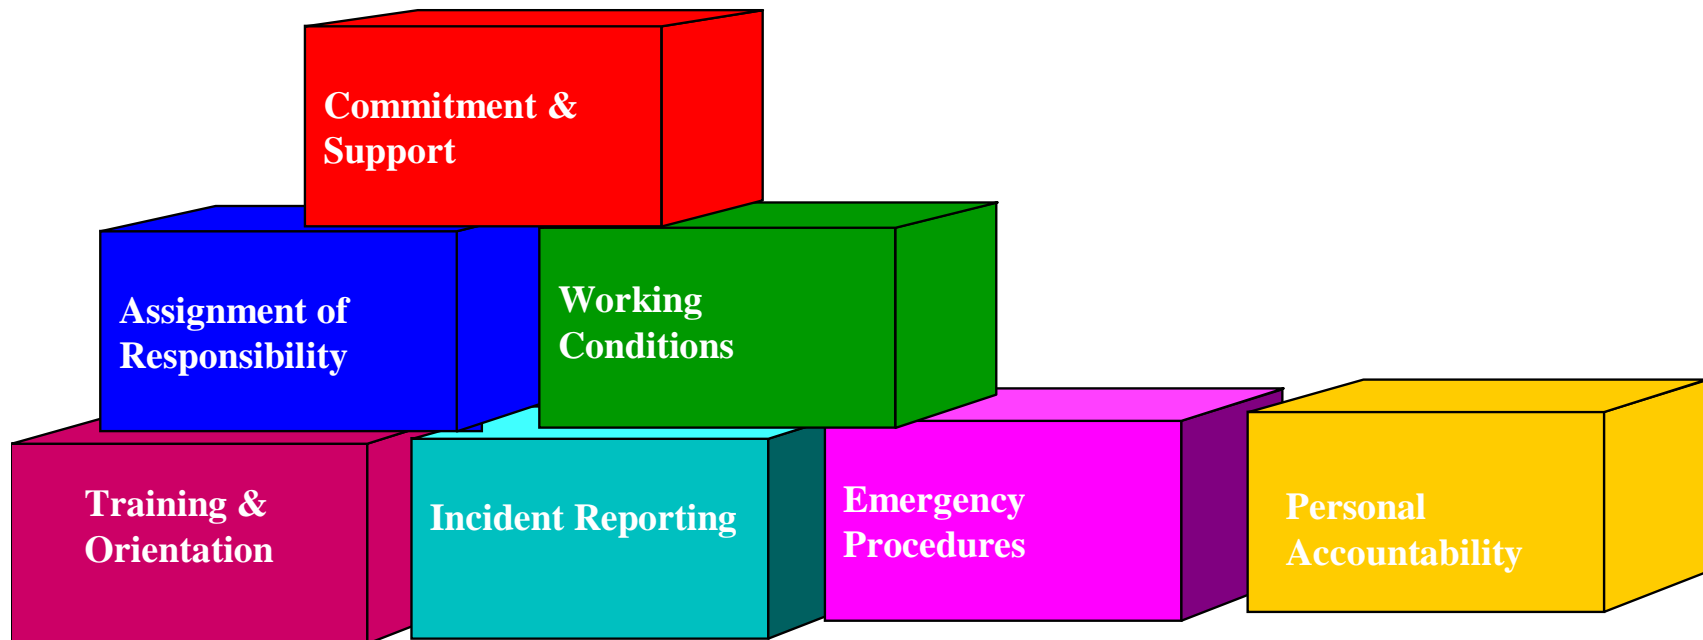 Commitment &
Support
Assignment of
Responsibility
Working
Conditions
Training &
Orientation
Incident Reporting
Emergency
Procedures
Personal
Accountability